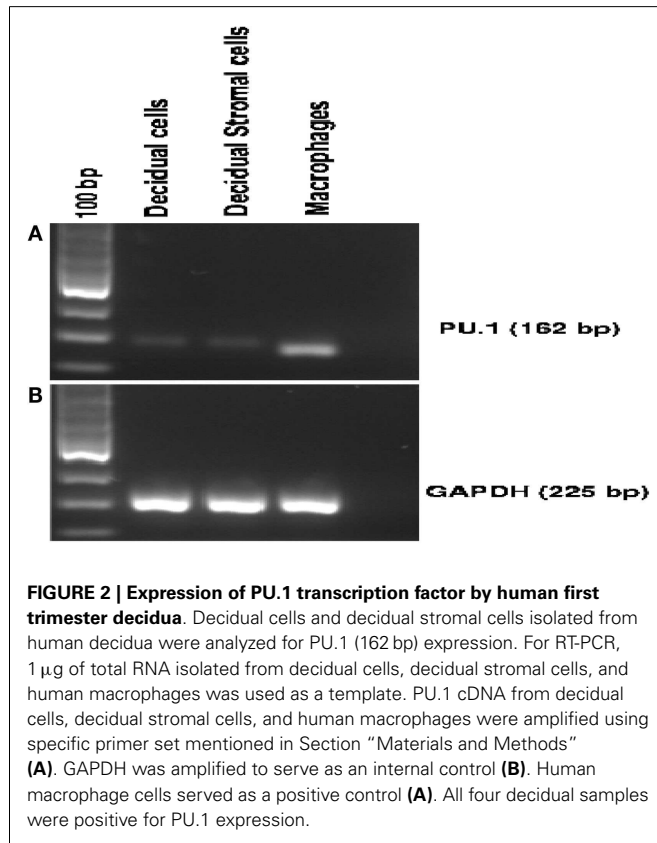 100 bp
Decidual cells
Decidual Stromal cells
Macrophages
A
PU.1 (162 bp)
B
GAPDH (225 bp)
FIGURE 2 | Expression of PU.1 transcription factor by human first
trimester decidua. Decidual cells and decidual stromal cells isolated from
human decidua were analyzed for PU.1 (162 bp) expression. For RT-PCR,
1 μg of total RNA isolated from decidual cells, decidual stromal cells, and
human macrophages was used as a template. PU.1 cDNA from decidual
cells, decidual stromal cells, and human macrophages were amplified using
specific primer set mentioned in Section “Materials and Methods”
(A). GAPDH was amplified to serve as an internal control (B). Human
macrophage cells served as a positive control (A). All four decidual samples
were positive for PU.1 expression.